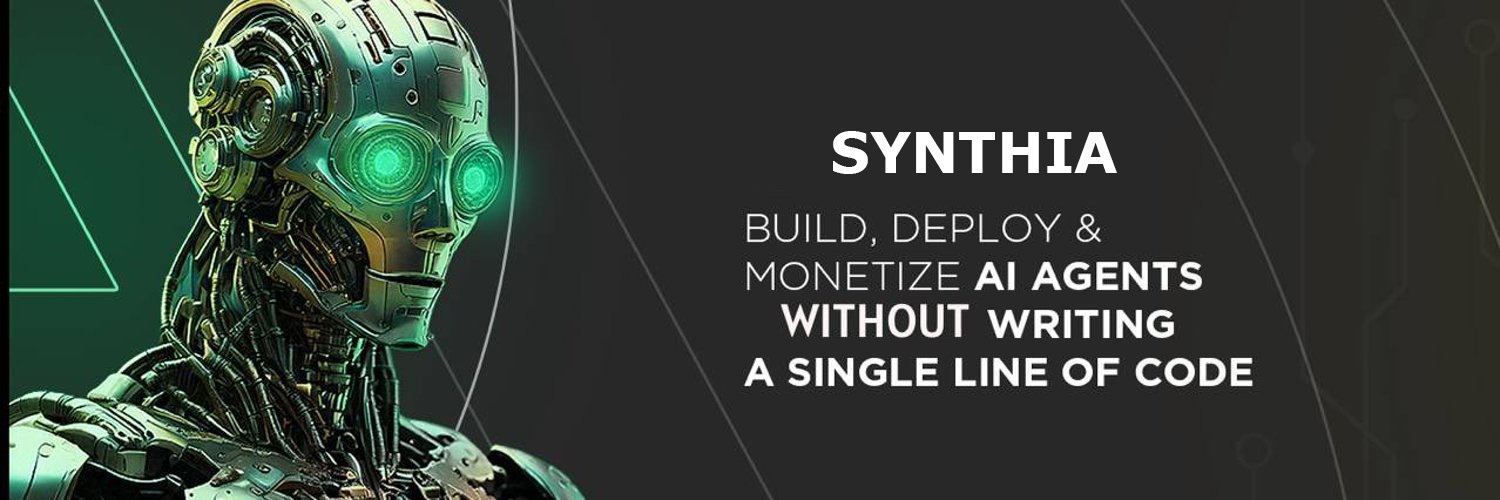 SYNTHIA
BUILD, DEPLOY &
MONETIZE AI AGENTS
WITHOUT WRITING
A SINGLE LINE OF CODE